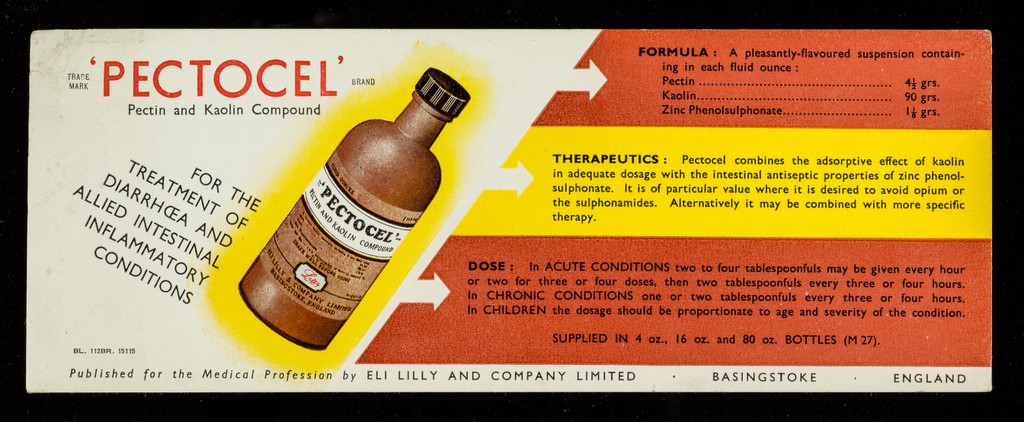 TRADE MARK 'PECTOCEL' BRAND
Pectin and Kaolin Compound
FOR THE
TREATMENT OF
DIARRHŒA AND
ALLIED INTESTINAL
INFLAMMATORY
CONDITIONS
'PECTOCEL'
PECTIN AND KAOLIN COMPOUND
Lilly
ELI LILLY & COMPANY LIMITED
BASINGSTOKE, ENGLAND
FORMULA : A pleasantly-flavoured suspension contain-
ing in each fluid ounce :
Pectin ................................................ 4½ grs.
Kaolin................................................ 90 grs.
Zinc Phenolsulphonate........................... 1⅛ grs.
THERAPEUTICS : Pectocel combines the adsorptive effect of kaolin
in adequate dosage with the intestinal antiseptic properties of zinc phenol-
sulphonate. It is of particular value where it is desired to avoid opium or
the sulphonamides. Alternatively it may be combined with more specific
therapy.
DOSE : In ACUTE CONDITIONS two to four tablespoonfuls may be given every hour
or two for three or four doses, then two tablespoonfuls every three or four hours.
In CHRONIC CONDITIONS one or two tablespoonfuls every three or four hours.
In CHILDREN the dosage should be proportionate to age and severity of the condition.
SUPPLIED IN 4 oz., 16 oz. and 80 oz. BOTTLES (M 27).
BL. 112BR. 15115
Published for the Medical Profession by ELI LILLY AND COMPANY LIMITED · BASINGSTOKE · ENGLAND